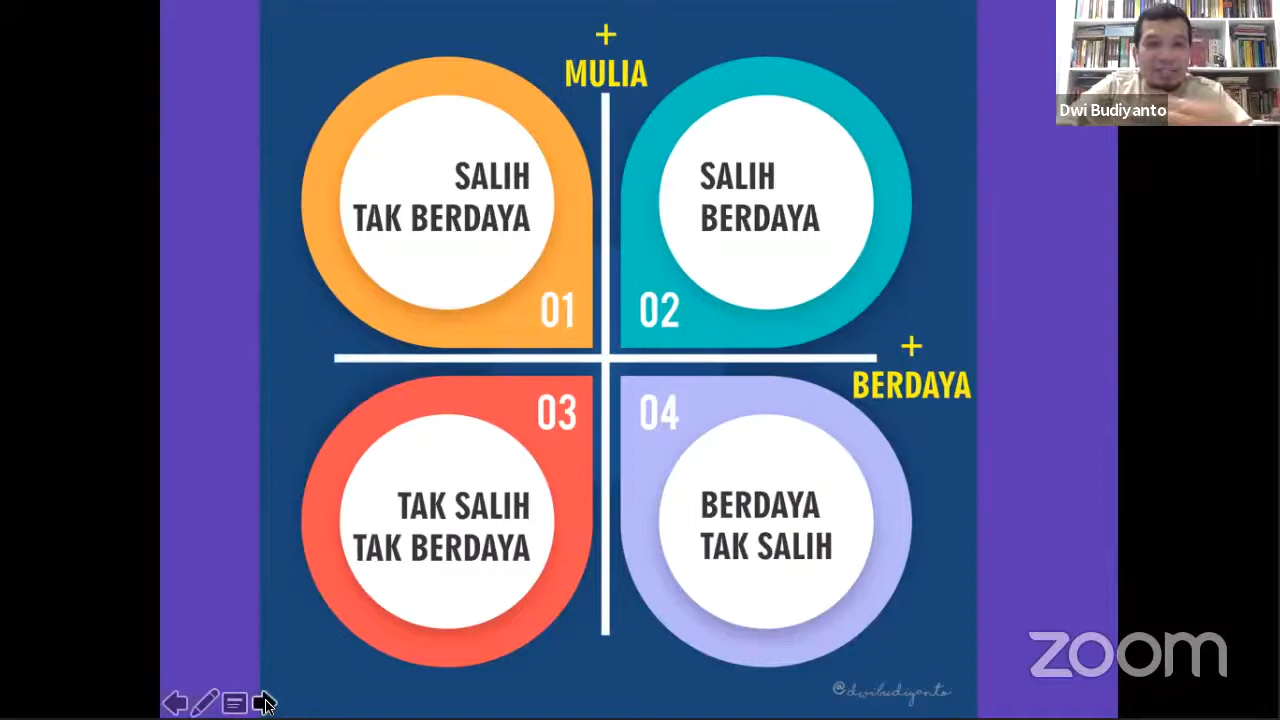 +
MULIA
Dwi Budiyanto
SALIH
TAK BERDAYA
01
SALIH
BERDAYA
02
+
BERDAYA
03
TAK SALIH
TAK BERDAYA
04
BERDAYA
TAK SALIH
zoom
@dwibudiyanto